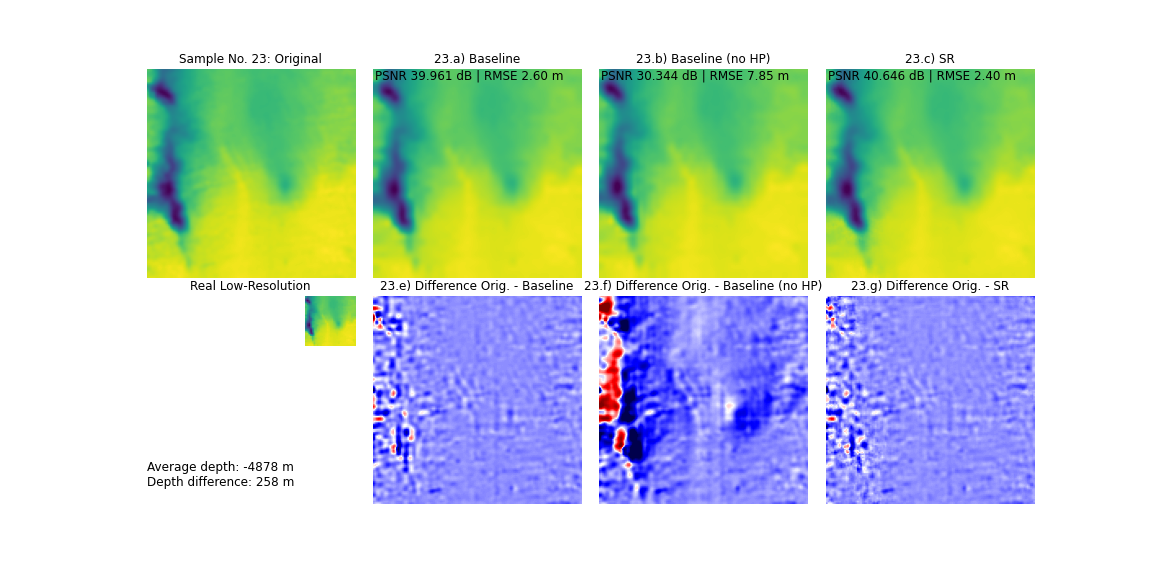 Sample No. 23: Original
23.a) Baseline
23.b) Baseline (no HP)
23.c) SR
PSNR 39.961 dB | RMSE 2.60 m
PSNR 30.344 dB | RMSE 7.85 m
PSNR 40.646 dB | RMSE 2.40 m
Real Low-Resolution
23.e) Difference Orig. - Baseline
23.f) Difference Orig. - Baseline (no HP)
23.g) Difference Orig. - SR
Average depth: -4878 m
Depth difference: 258 m